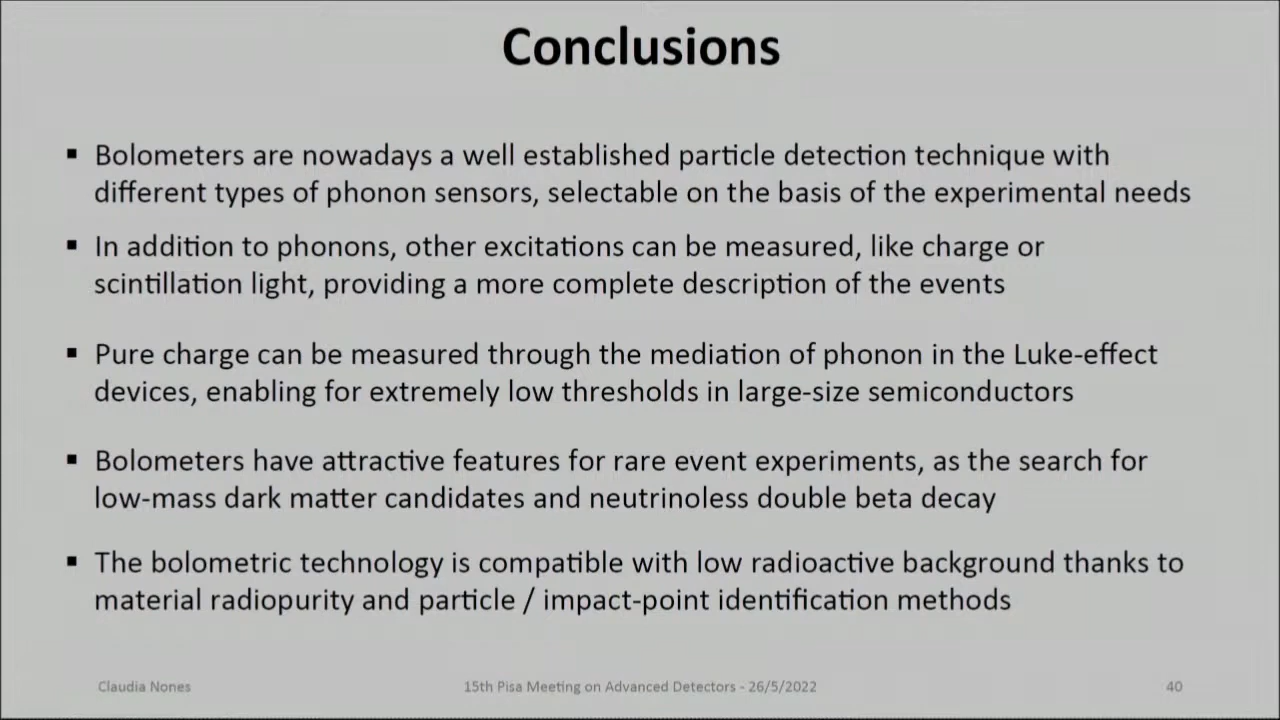 Conclusions
▪ Bolometers are nowadays a well established particle detection technique with
different types of phonon sensors, selectable on the basis of the experimental needs
▪ In addition to phonons, other excitations can be measured, like charge or
scintillation light, providing a more complete description of the events
▪ Pure charge can be measured through the mediation of phonon in the Luke-effect
devices, enabling for extremely low thresholds in large-size semiconductors
▪ Bolometers have attractive features for rare event experiments, as the search for
low-mass dark matter candidates and neutrinoless double beta decay
▪ The bolometric technology is compatible with low radioactive background thanks to
material radiopurity and particle / impact-point identification methods
Claudia Nones 15th Pisa Meeting on Advanced Detectors - 26/5/2022 40